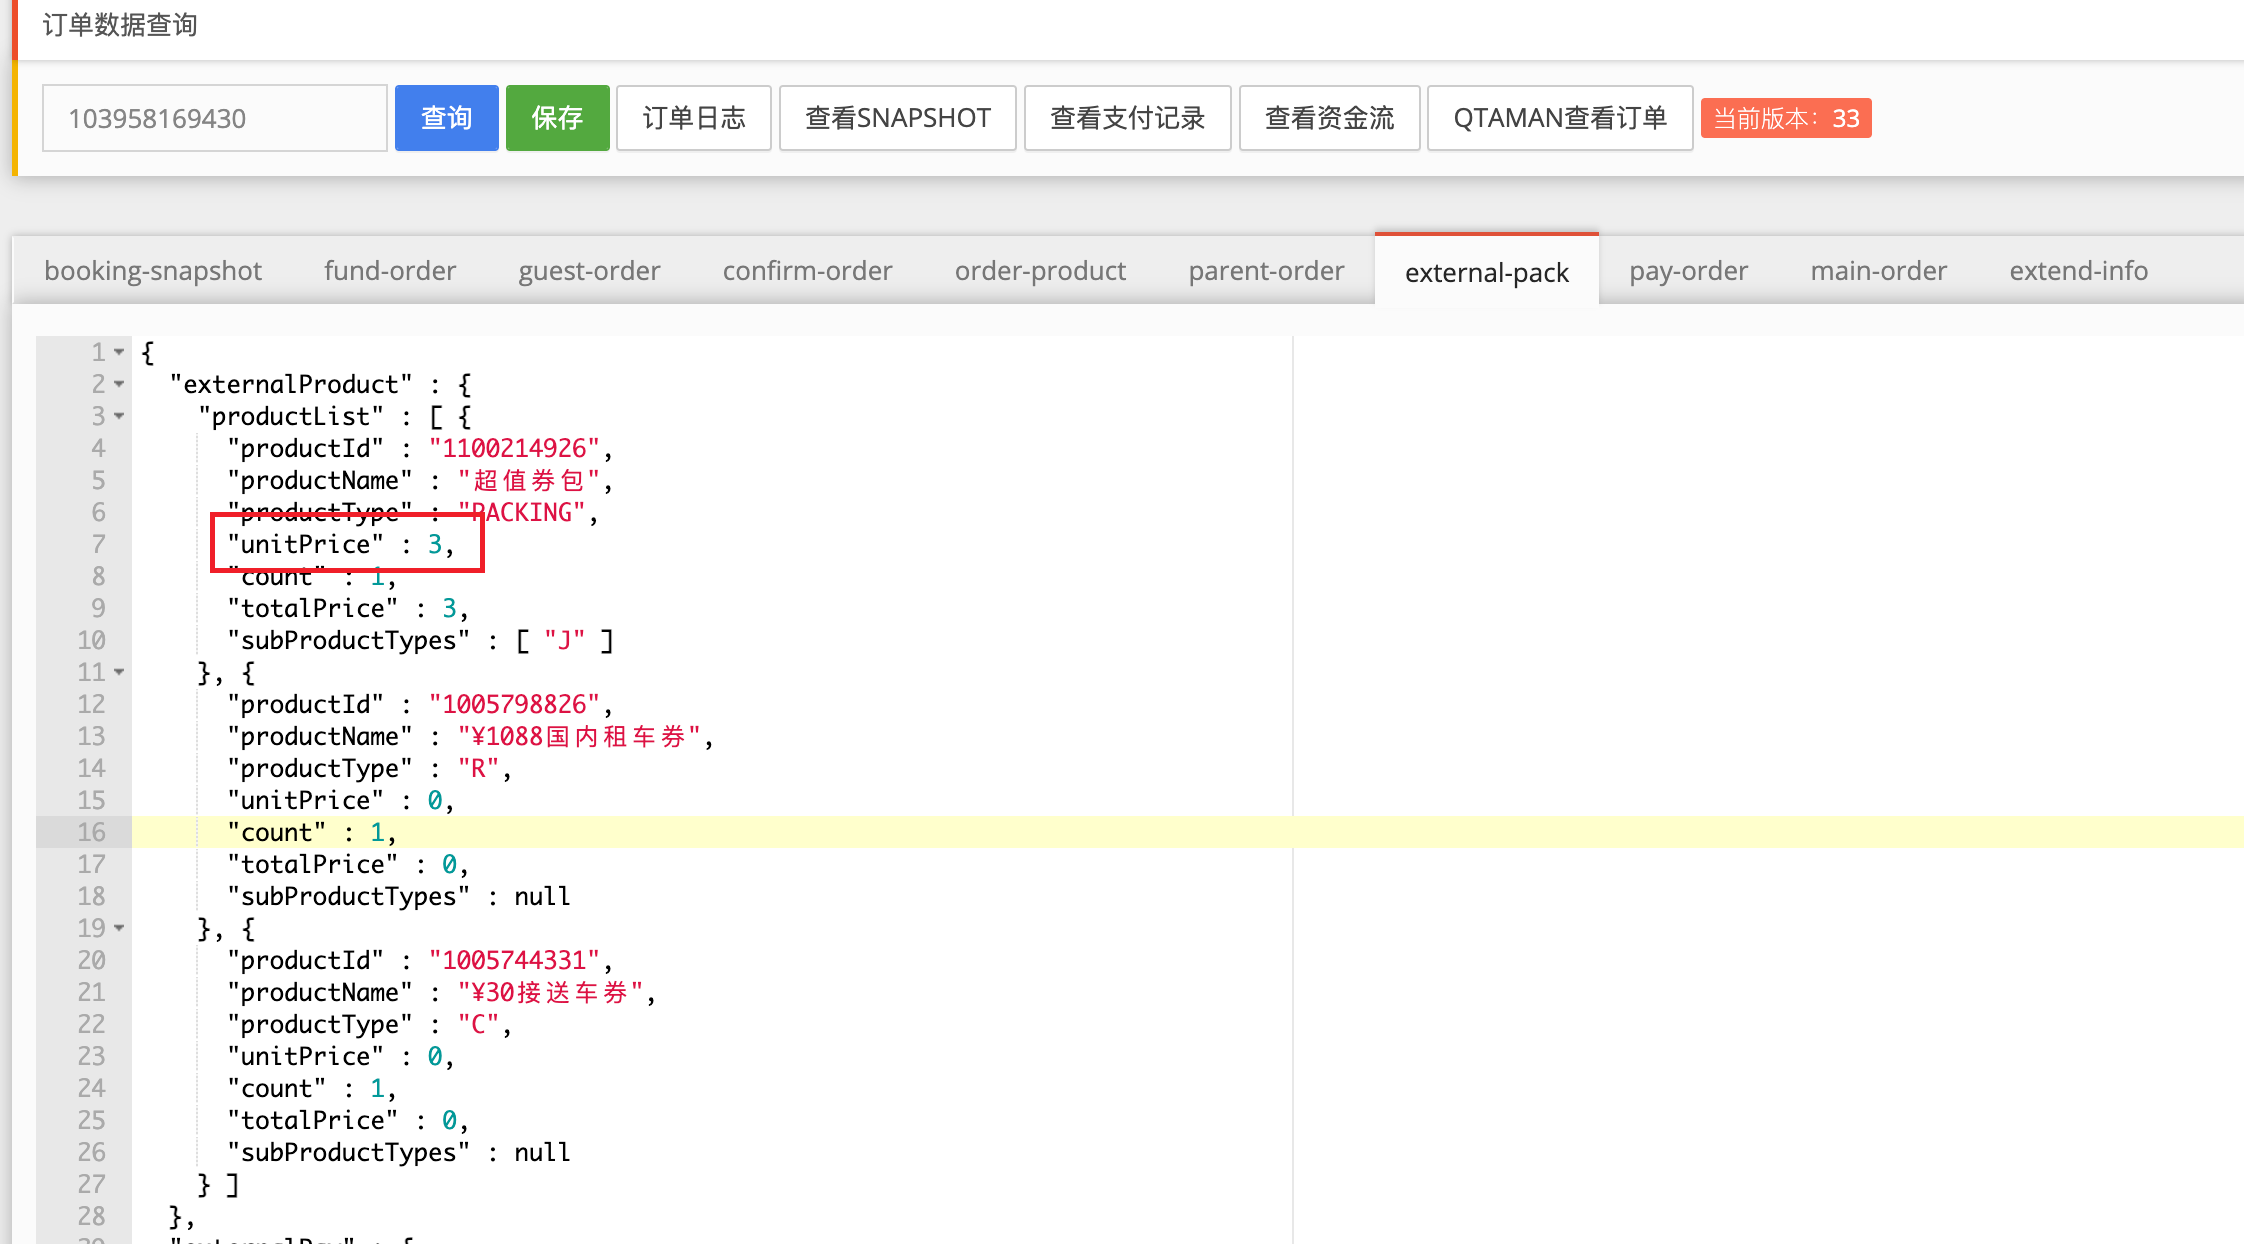 订单数据查询
103958169430 查询 保存 订单日志 查看SNAPSHOT 查看支付记录 查看资金流 QTAMAN查看订单 当前版本：33
booking-snapshot fund-order guest-order confirm-order order-product parent-order external-pack pay-order main-order extend-info
1 {
2 "externalProduct" : {
3 "productList" : [ {
4 "productId" : "1100214926",
5 "productName" : "超值券包",
6 "productType" : "PACKING",
7 "unitPrice" : 3,
8 "count" : 1,
9 "totalPrice" : 3,
10 "subProductTypes" : [ "J" ]
11 }, {
12 "productId" : "1005798826",
13 "productName" : "¥1088国内租车券",
14 "productType" : "R",
15 "unitPrice" : 0,
16 "count" : 1,
17 "totalPrice" : 0,
18 "subProductTypes" : null
19 }, {
20 "productId" : "1005744331",
21 "productName" : "¥30接送车券",
22 "productType" : "C",
23 "unitPrice" : 0,
24 "count" : 1,
25 "totalPrice" : 0,
26 "subProductTypes" : null
27 } ]
28 },
29 "externalPay" : {